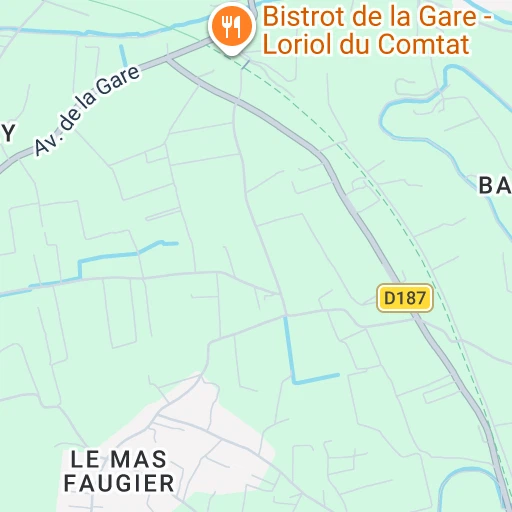 Bistrot de la Gare -
Loriol du Comtat
Av. de la Gare
Y
BA
D187
LE MAS
FAUGIER